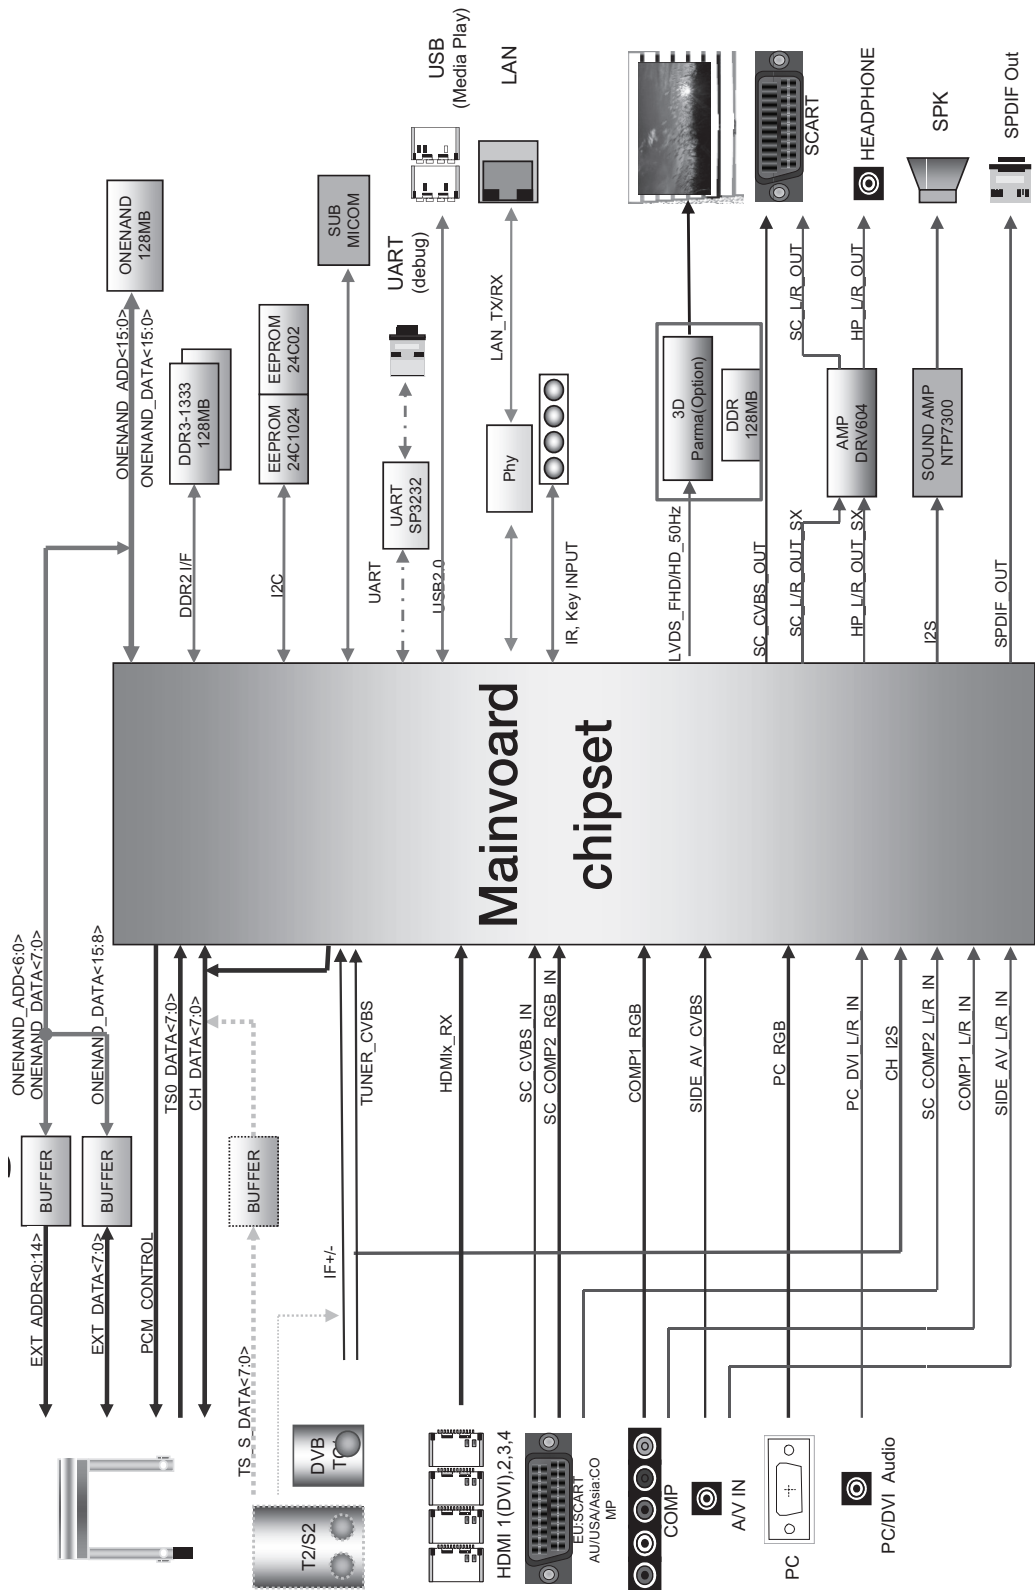 ONENAND
128MB
ONENAND_ADD<15:0>
ONENAND_DATA<15:0>
DDR3-1333
128MB
DDR2 I/F
EEPROM
24C1024
EEPROM
24C02
I2C
SUB
MICOM
UART
(debug)
UART
SP3232
UART
USB
(Media Play)
USB2.0
LAN
LAN_TX/RX
Phy
IR, Key INPUT
3D
Parma(Option)
DDR
128MB
LVDS_FHD/HD_50Hz
SCART
SC_CVBS_OUT
SC_L/R_OUT
SC_L/R_OUT_SX
HEADPHONE
HP_L/R_OUT
AMP
DRV604
HP_L/R_OUT_SX
SPK
SOUND AMP
NTP7300
I2S
SPDIF Out
SPDIF_OUT
Mainvoard
chipset
ONENAND_ADD<6:0>
ONENAND_DATA<7:0>
ONENAND_DATA<15:8>
BUFFER
BUFFER
EXT_ADDR<0:14>
EXT_DATA<7:0>
PCM_CONTROL
TS0_DATA<7:0>
CH_DATA<7:0>
BUFFER
TS_S_DATA<7:0>
IF+/-
TUNER_CVBS
T2/S2
DVB
HDMIx_RX
HDMI 1(DVI),2,3,4
SC_CVBS_IN
SC_COMP2_RGB_IN
EU:SCART
AU/USA/Asia:CO
MP
COMP1_RGB
COMP
SIDE_AV_CVBS
A/V IN
PC_RGB
PC
PC_DVI_L/R_IN
PC/DVI Audio
CH_I2S
SC_COMP2_L/R_IN
COMP1_L/R_IN
SIDE_AV_L/R_IN